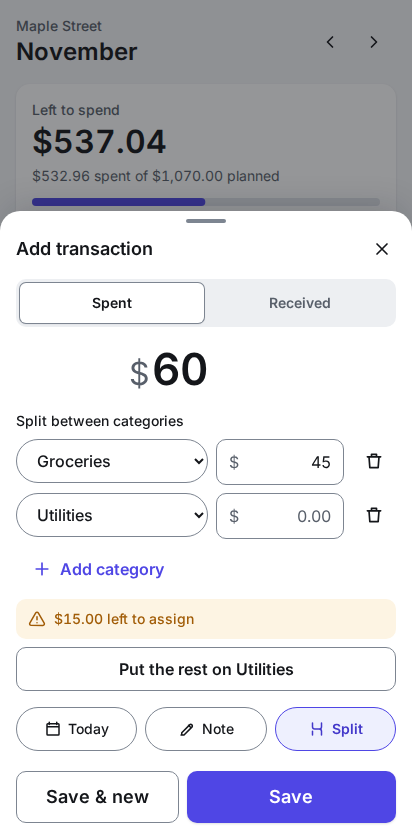 Maple Street
November
Left to spend
$537.04
$532.96 spent of $1,070.00 planned
Add transaction
Spent
Received
$60
Split between categories
Groceries
$ 45
Utilities
$ 0.00
Add category
$15.00 left to assign
Put the rest on Utilities
Today
Note
Split
Save & new
Save